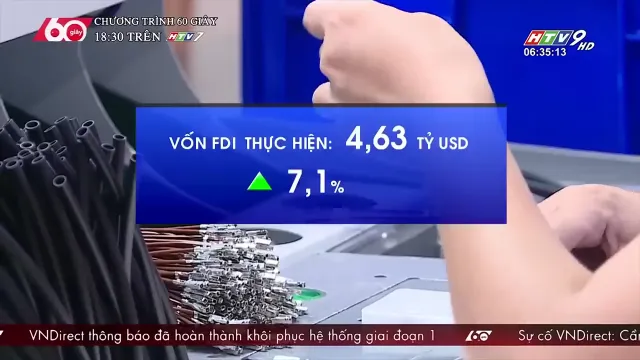 60 giây
CHƯƠNG TRÌNH 60 GIÂY
18:30 TRÊN HTV7
HTV9 HD
06:35:13
VỐN FDI THỰC HIỆN: 4,63 TỶ USD
7,1%
VNDirect thông báo đã hoàn thành khôi phục hệ thống giai đoạn 1 60 Sự cố VNDirect: Cầ